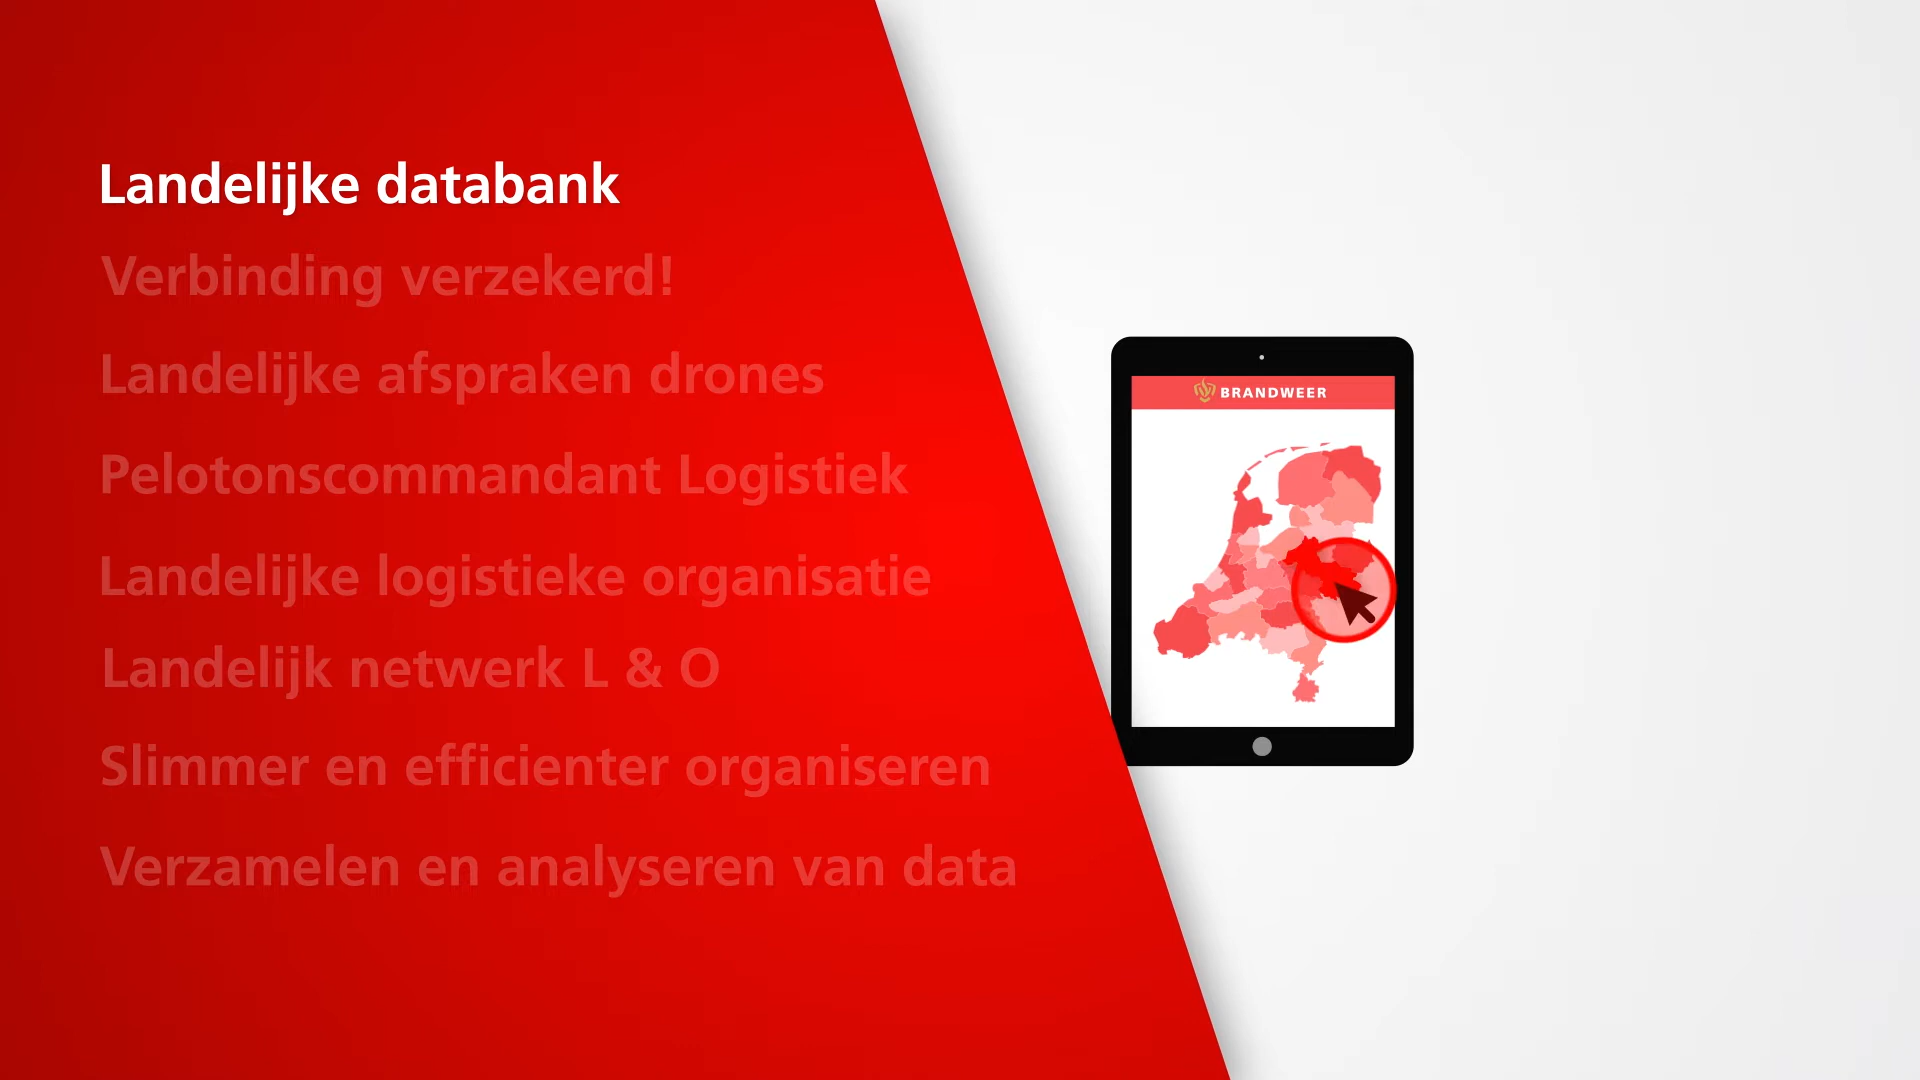 Landelijke databank
Verbinding verzekerd!
Landelijke afspraken drones
Pelotonscommandant Logistiek
Landelijke logistieke organisatie
Landelijk netwerk L & O
Slimmer en efficienter organiseren
Verzamelen en analyseren van data
BRANDWEER